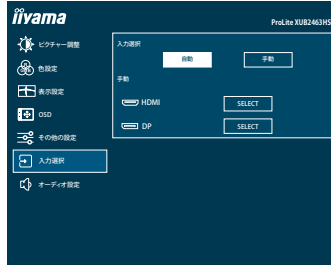 iiyama
ProLite XUB2463HS
ピクチャー調整
色設定
表示設定
OSD
その他の設定
入力選択
オーディオ設定
入力選択
自動
手動
手動
HDMI
SELECT
DP
SELECT